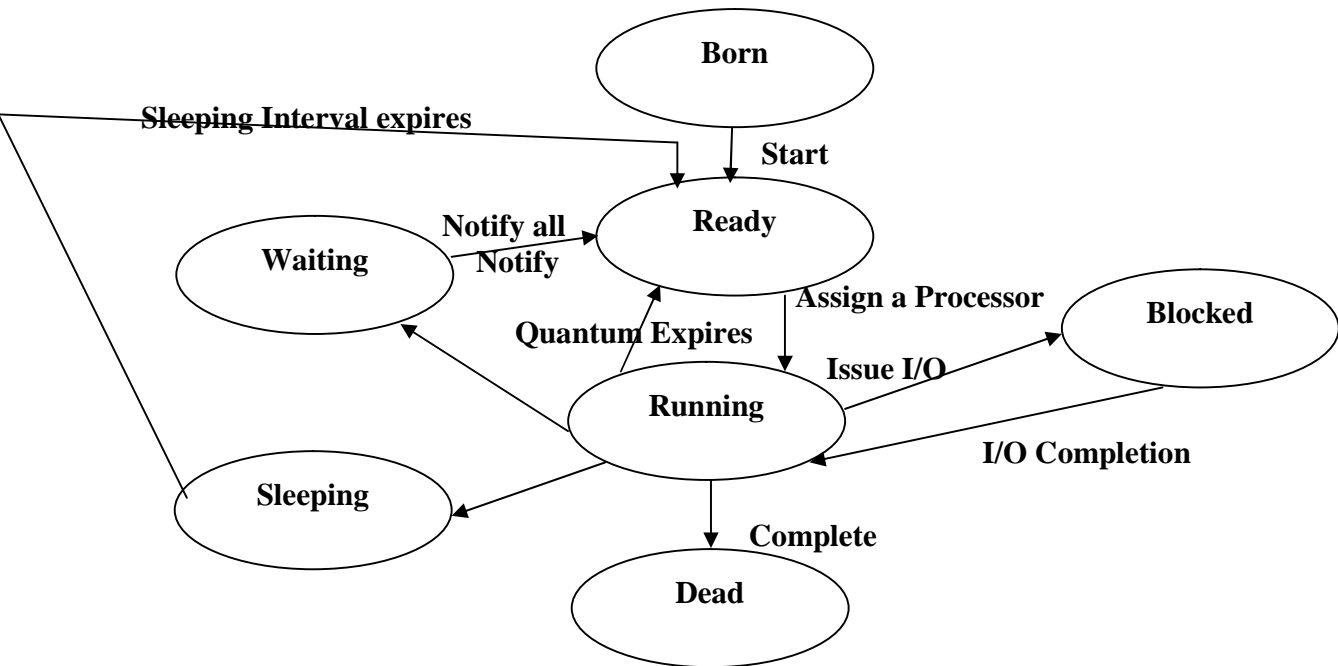 Born
Sleeping Interval expires
Start
Notify all
Ready
Waiting
Notify
Assign a Processor
Blocked
Quantum Expires
Issue I/O
Running
I/O Completion
Sleeping
Complete
Dead